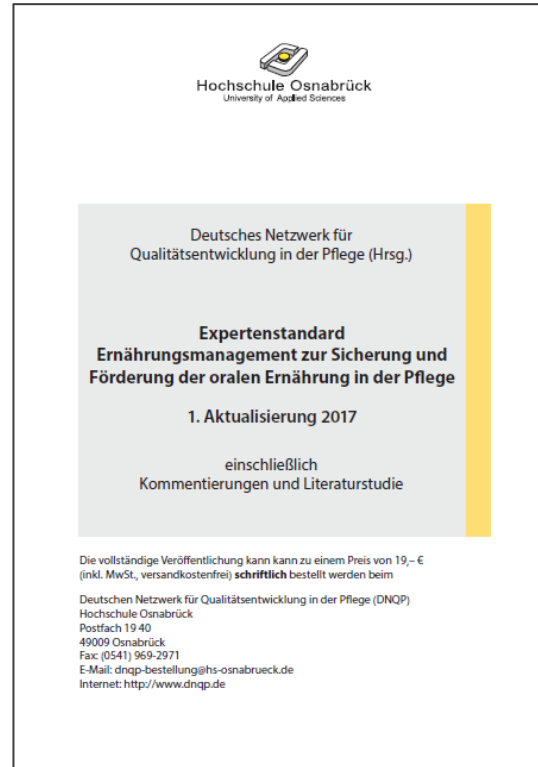 Hochschule Osnabrück
University of Applied Sciences
Deutsches Netzwerk für
Qualitätsentwicklung in der Pflege (Hrsg.)
Expertenstandard
Ernährungsmanagement zur Sicherung und
Förderung der oralen Ernährung in der Pflege
1. Aktualisierung 2017
einschließlich
Kommentierungen und Literaturstudie
Die vollständige Veröffentlichung kann kann zu einem Preis von 19,– €
(inkl. MwSt., versandkostenfrei) schriftlich bestellt werden beim
Deutschen Netzwerk für Qualitätsentwicklung in der Pflege (DNQP)
Hochschule Osnabrück
Postfach 19 40
49009 Osnabrück
Fax: (0541) 969-2971
E-Mail: dnqp-bestellung@hs-osnabrueck.de
Internet: http://www.dnqp.de